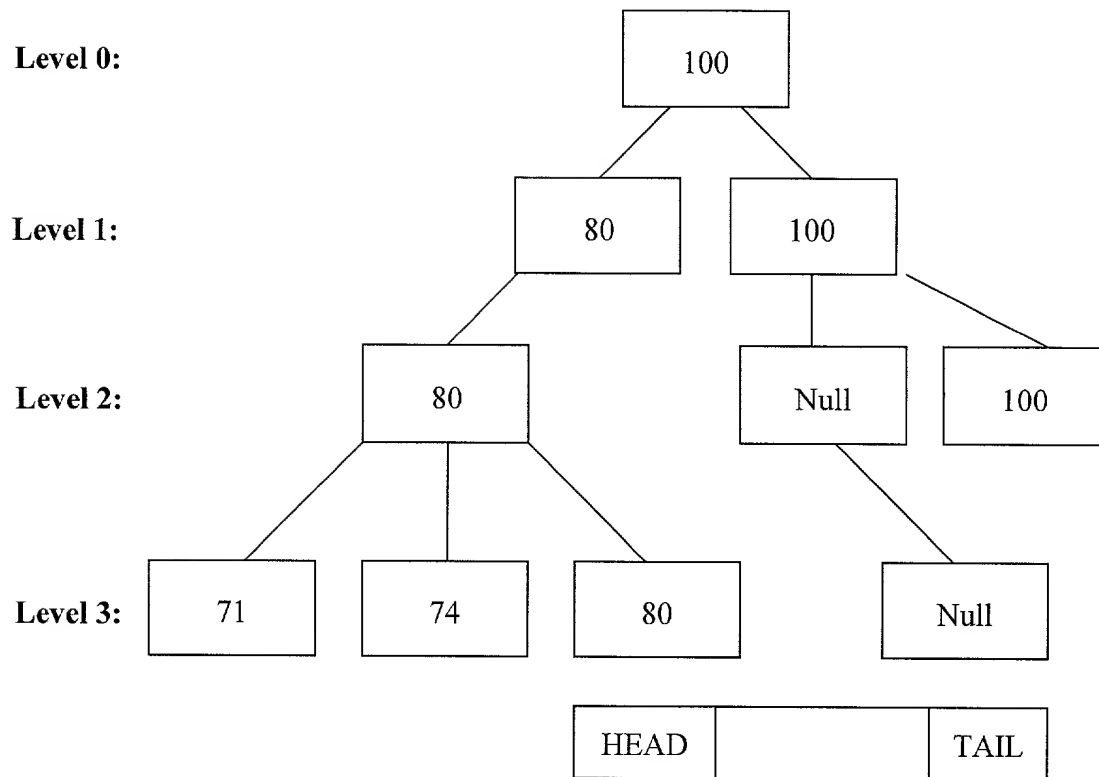 Level 0: 100
Level 1: 80 100
Level 2: 80 Null 100
Level 3: 71 74 80 Null
HEAD TAIL